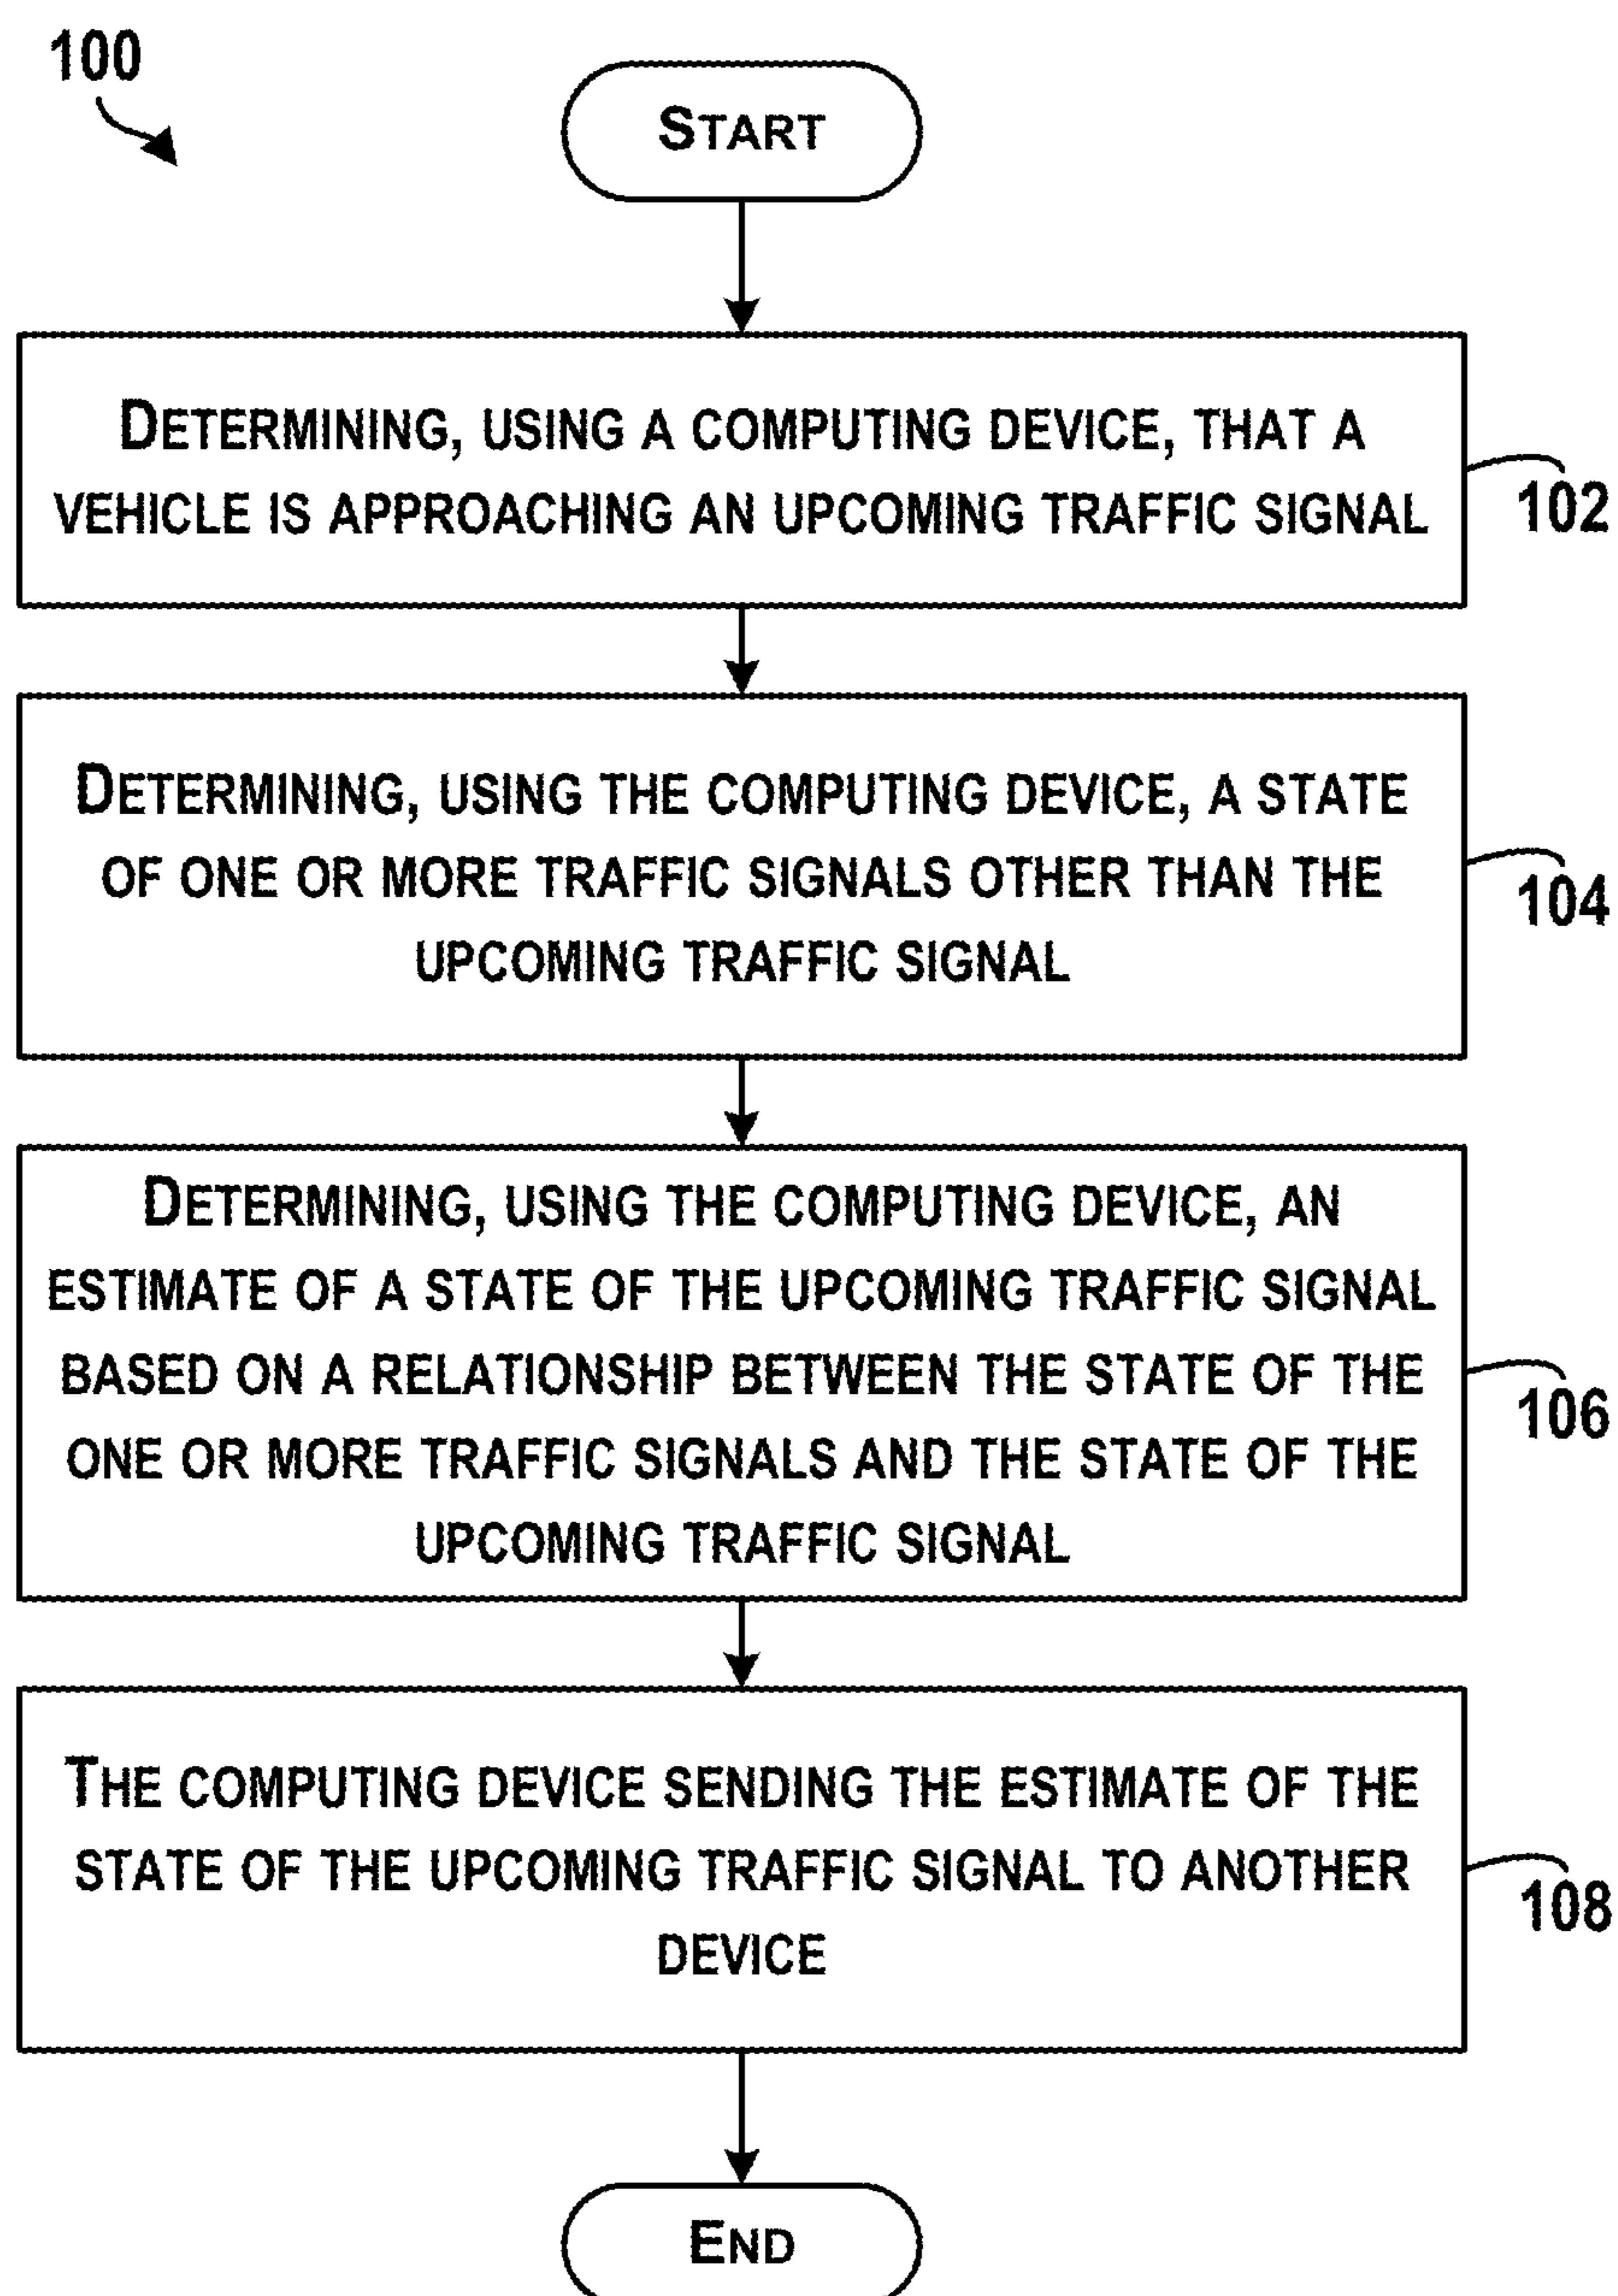 100
START
DETERMINING, USING A COMPUTING DEVICE, THAT A
VEHICLE IS APPROACHING AN UPCOMING TRAFFIC SIGNAL
102
DETERMINING, USING THE COMPUTING DEVICE, A STATE
OF ONE OR MORE TRAFFIC SIGNALS OTHER THAN THE
UPCOMING TRAFFIC SIGNAL
104
DETERMINING, USING THE COMPUTING DEVICE, AN
ESTIMATE OF A STATE OF THE UPCOMING TRAFFIC SIGNAL
BASED ON A RELATIONSHIP BETWEEN THE STATE OF THE
ONE OR MORE TRAFFIC SIGNALS AND THE STATE OF THE
UPCOMING TRAFFIC SIGNAL
106
THE COMPUTING DEVICE SENDING THE ESTIMATE OF THE
STATE OF THE UPCOMING TRAFFIC SIGNAL TO ANOTHER
DEVICE
108
END